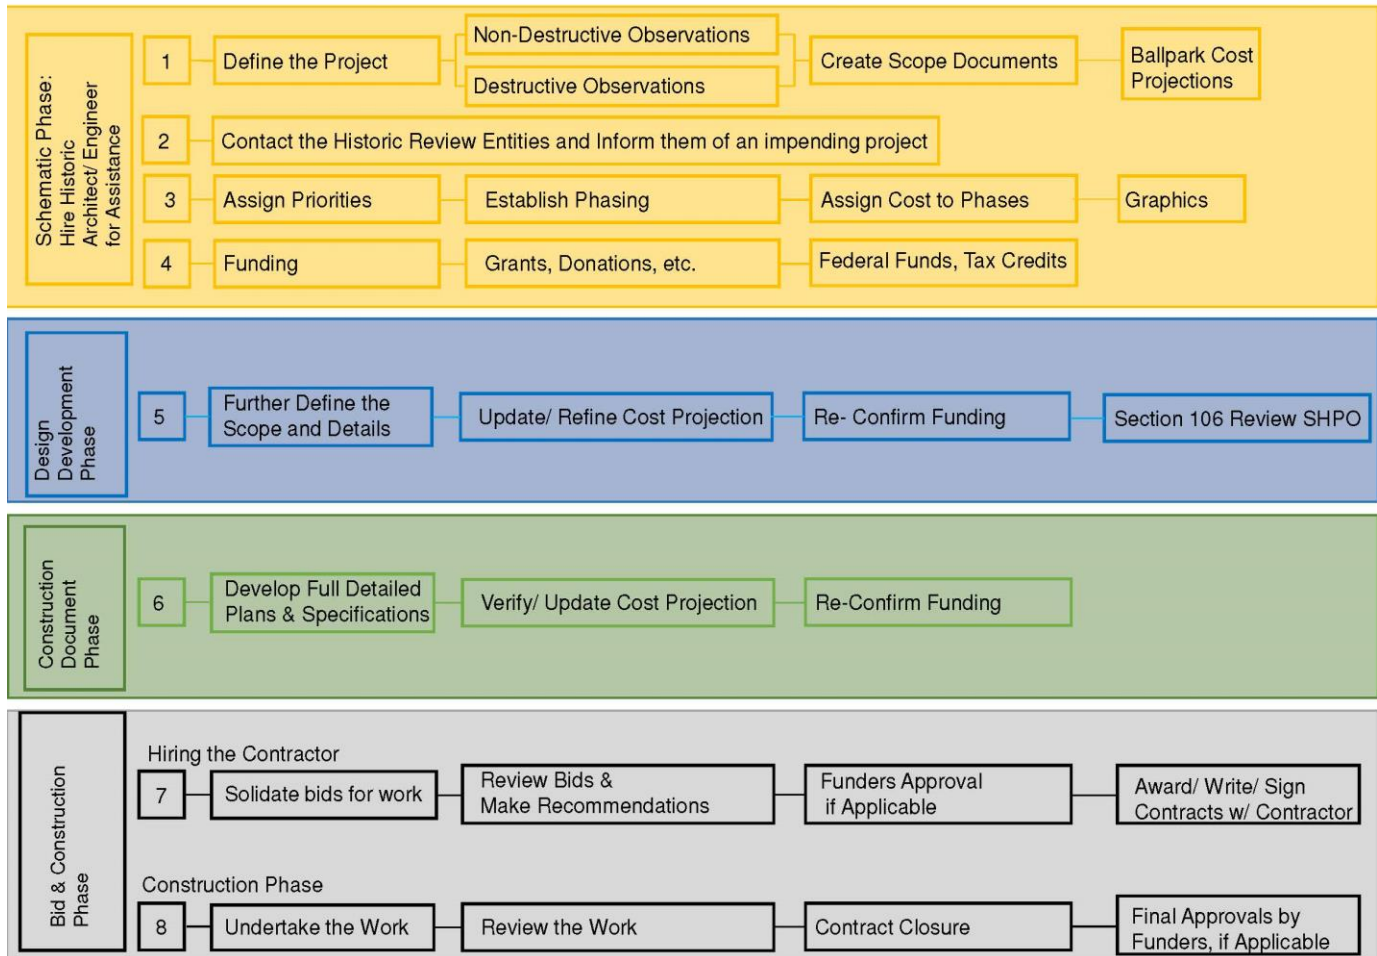 Schematic Phase:
Hire Historic
Architect/ Engineer
for Assistance
1
Define the Project
Non-Destructive Observations
Destructive Observations
Create Scope Documents
Ballpark Cost
Projections
2
Contact the Historic Review Entities and Inform them of an impending project
3
Assign Priorities
Establish Phasing
Assign Cost to Phases
Graphics
4
Funding
Grants, Donations, etc.
Federal Funds, Tax Credits
Design
Development
Phase
5
Further Define the
Scope and Details
Update/ Refine Cost Projection
Re- Confirm Funding
Section 106 Review SHPO
Construction
Document
Phase
6
Develop Full Detailed
Plans & Specifications
Verify/ Update Cost Projection
Re-Confirm Funding
Bid & Construction
Phase
Hiring the Contractor
7
Solidate bids for work
Review Bids &
Make Recommendations
Funders Approval
if Applicable
Award/ Write/ Sign
Contracts w/ Contractor
Construction Phase
8
Undertake the Work
Review the Work
Contract Closure
Final Approvals by
Funders, if Applicable